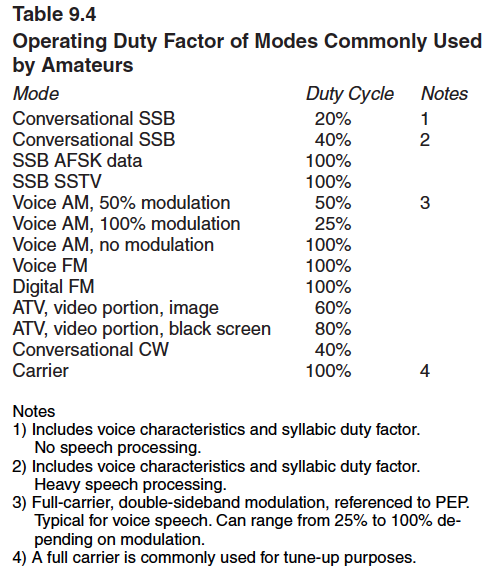 Table 9.4
Operating Duty Factor of Modes Commonly Used
by Amateurs
Mode Duty Cycle Notes
Conversational SSB 20% 1
Conversational SSB 40% 2
SSB AFSK data 100%
SSB SSTV 100%
Voice AM, 50% modulation 50% 3
Voice AM, 100% modulation 25%
Voice AM, no modulation 100%
Voice FM 100%
Digital FM 100%
ATV, video portion, image 60%
ATV, video portion, black screen 80%
Conversational CW 40%
Carrier 100% 4
Notes
1) Includes voice characteristics and syllabic duty factor.
No speech processing.
2) Includes voice characteristics and syllabic duty factor.
Heavy speech processing.
3) Full-carrier, double-sideband modulation, referenced to PEP.
Typical for voice speech. Can range from 25% to 100% de-
pending on modulation.
4) A full carrier is commonly used for tune-up purposes.